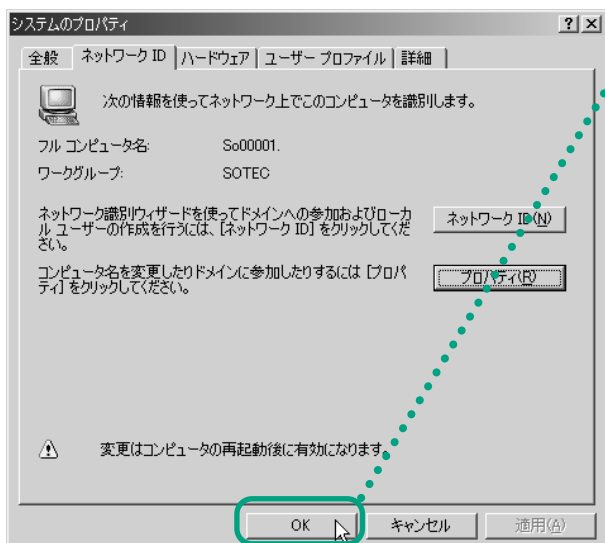 システムのプロパティ
全般 ネットワーク ID ハードウェア ユーザー プロファイル 詳細
次の情報を使ってネットワーク上でこのコンピュータを識別します。
フル コンピュータ名: So00001.
ワークグループ: SOTEC
ネットワーク識別ウィザードを使ってドメインへの参加およびローカ
ル ユーザーの作成を行うには、[ネットワーク ID] をクリックしてくだ
さい。
ネットワーク ID(N)
コンピュータ名を変更したりドメインに参加したりするには [プロパ
ティ] をクリックしてください。
プロパティ(R)
変更はコンピュータの再起動後に有効になります。
OK キャンセル 適用(A)